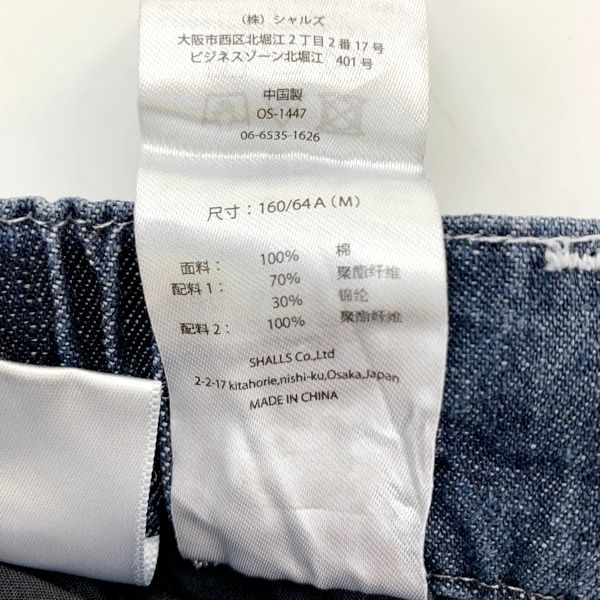 （株）シャルズ
大阪市西区北堀江２丁目２番17号
ビジネスゾーン北堀江　401号
中国製
OS-1447
06-6535-1626
尺寸：160/64 A（M）
面料： 100% 棉
配料 1： 70% 聚酯纤维
30% 锦纶
配料 2： 100% 聚酯纤维
SHALLS Co.,Ltd
2-2-17 kitahorie,nishi-ku,Osaka,Japan
MADE IN CHINA